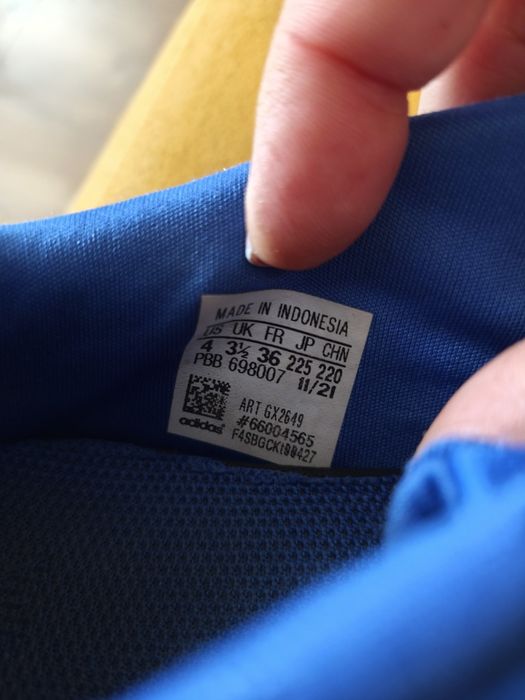 MADE IN INDONESIA
US UK FR JP CHN
4 3½ 36 225 220
PBB 698007 11/21
ART GX2649
#66004565
adidas